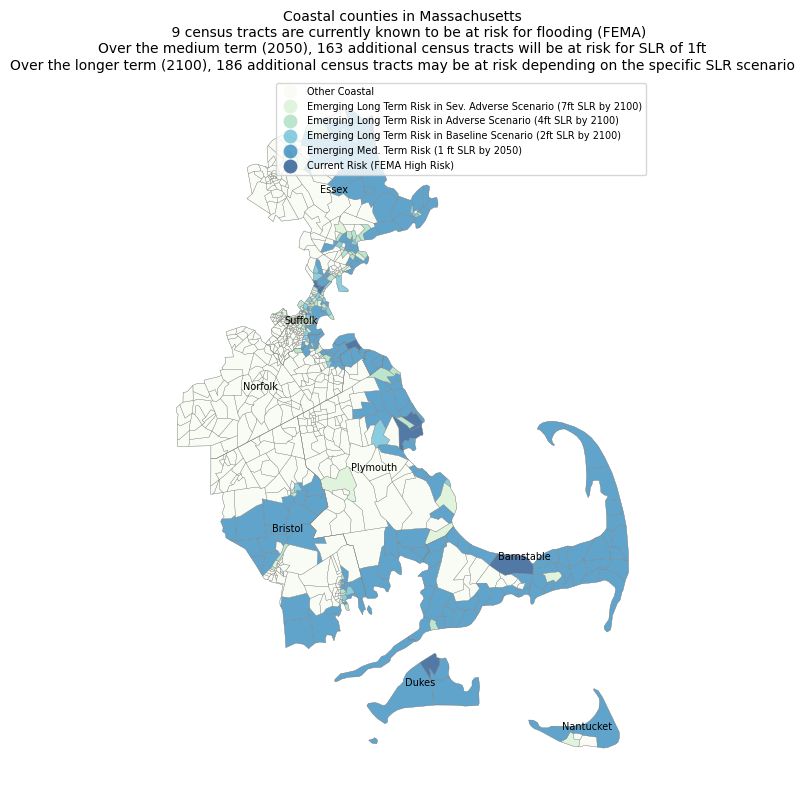 Coastal counties in Massachusetts
9 census tracts are currently known to be at risk for flooding (FEMA)
Over the medium term (2050), 163 additional census tracts will be at risk for SLR of 1ft
Over the longer term (2100), 186 additional census tracts may be at risk depending on the specific SLR scenario
Other Coastal
Emerging Long Term Risk in Sev. Adverse Scenario (7ft SLR by 2100)
Emerging Long Term Risk in Adverse Scenario (4ft SLR by 2100)
Emerging Long Term Risk in Baseline Scenario (2ft SLR by 2100)
Emerging Med. Term Risk (1 ft SLR by 2050)
Current Risk (FEMA High Risk)
Essex
Suffolk
Norfolk
Plymouth
Bristol
Barnstable
Dukes
Nantucket